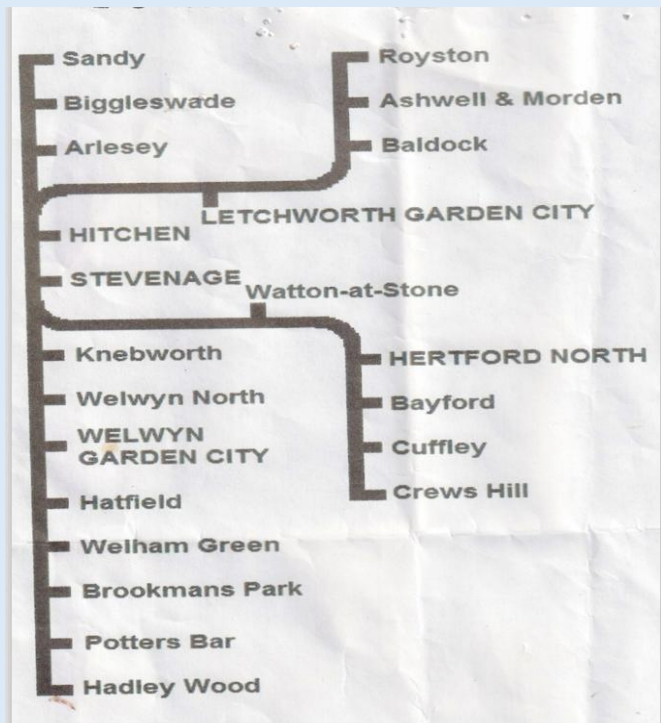 Sandy
Biggleswade
Arlesey
Royston
Ashwell & Morden
Baldock
LETCHWORTH GARDEN CITY
HITCHEN
STEVENAGE
Watton-at-Stone
Knebworth
Welwyn North
WELWYN
GARDEN CITY
Hatfield
Welham Green
Brookmans Park
Potters Bar
Hadley Wood
HERTFORD NORTH
Bayford
Cuffley
Crews Hill